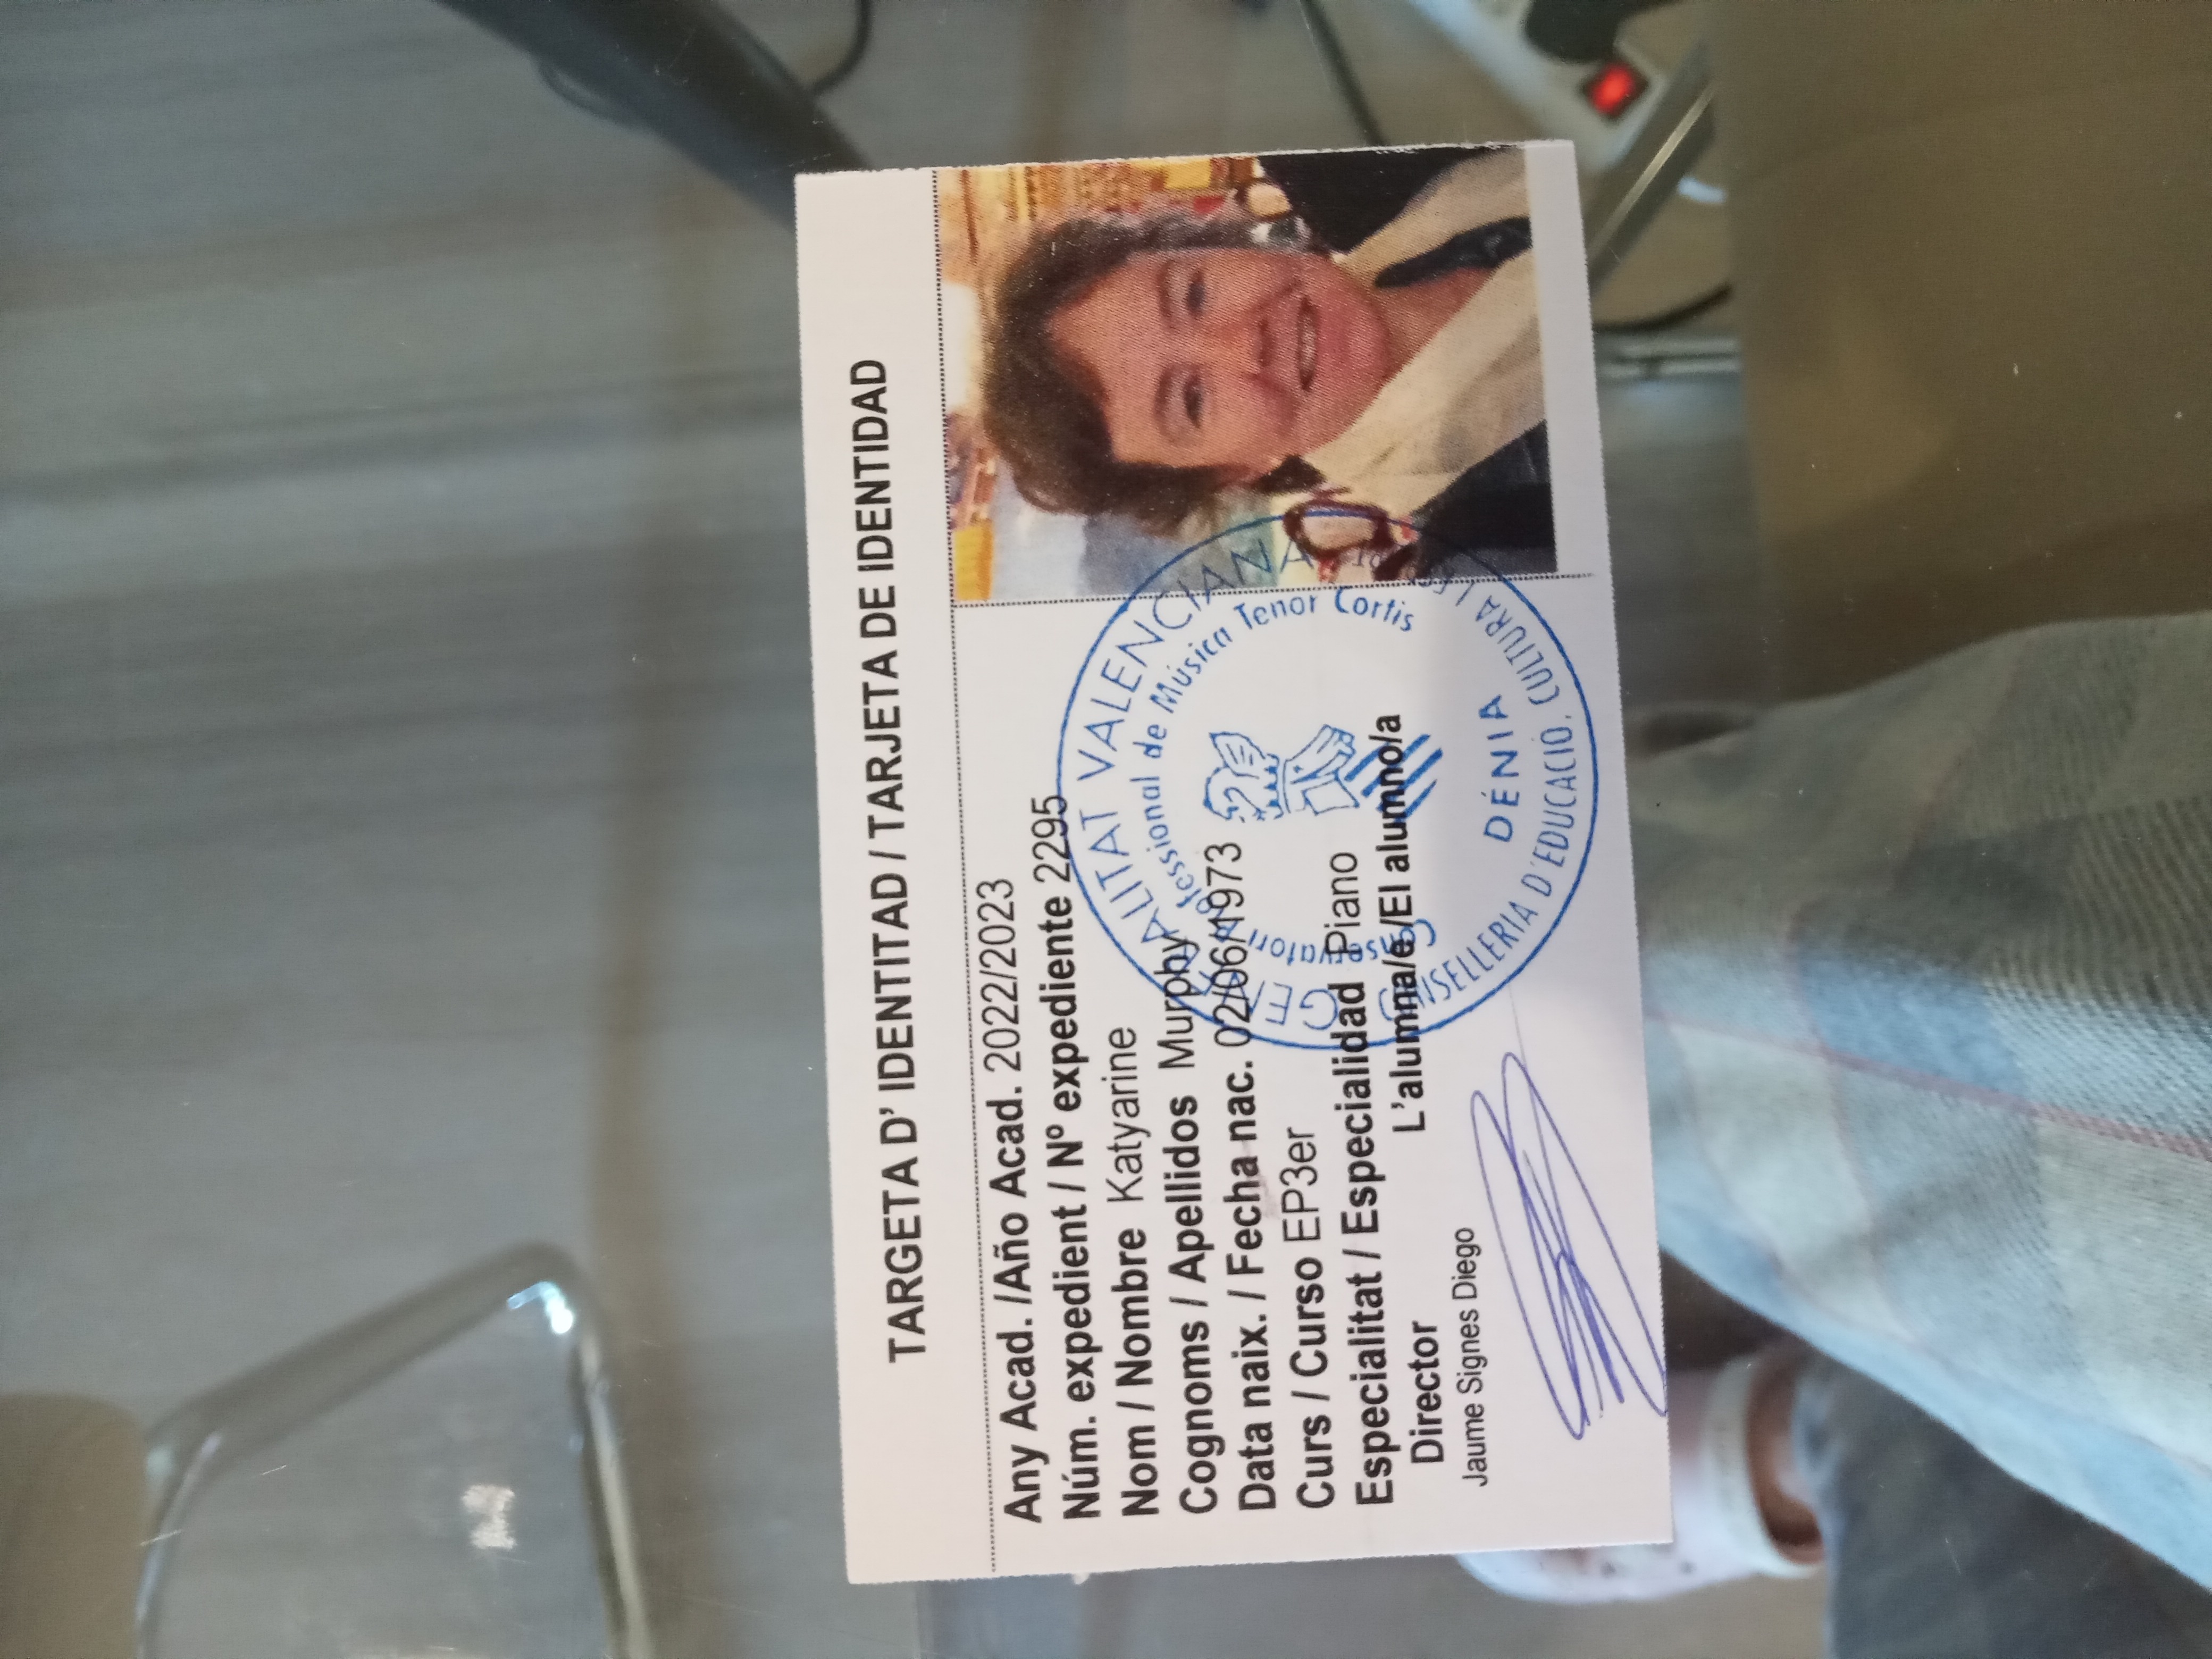 TARGETA D' IDENTITAD / TARJETA DE IDENTIDAD
Any Acad. /Año Acad. 2022/2023
Núm. expedient / Nº expediente 2295
Nom / Nombre Katyarine
Cognoms / Apellidos Murphy
Data naix. / Fecha nac. 02/06/1973
Curs / Curso EP3er
Especialitat / Especialidad Piano
Director L'alumna/e /El alumno/a
Jaume Signes Diego
GENERALITAT VALENCIANA
Conservatori Professional de Música Tenor Cortis
DÉNIA
CONSELLERIA D'EDUCACIÓ, CULTURA I